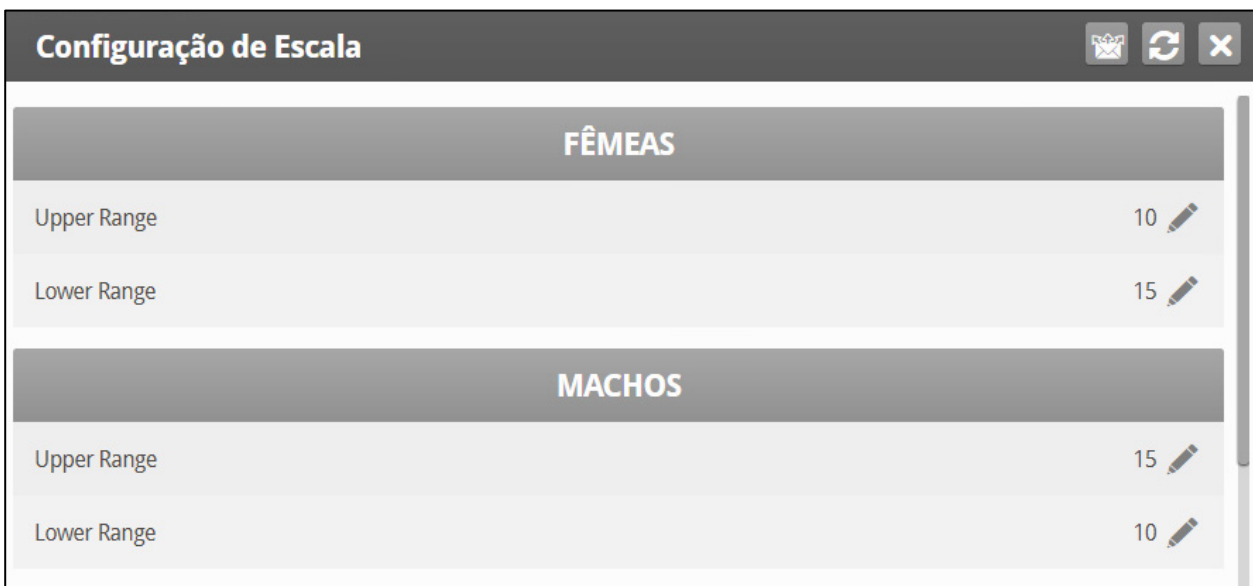 Configuração de Escala
FÊMEAS
Upper Range 10
Lower Range 15
MACHOS
Upper Range 15
Lower Range 10